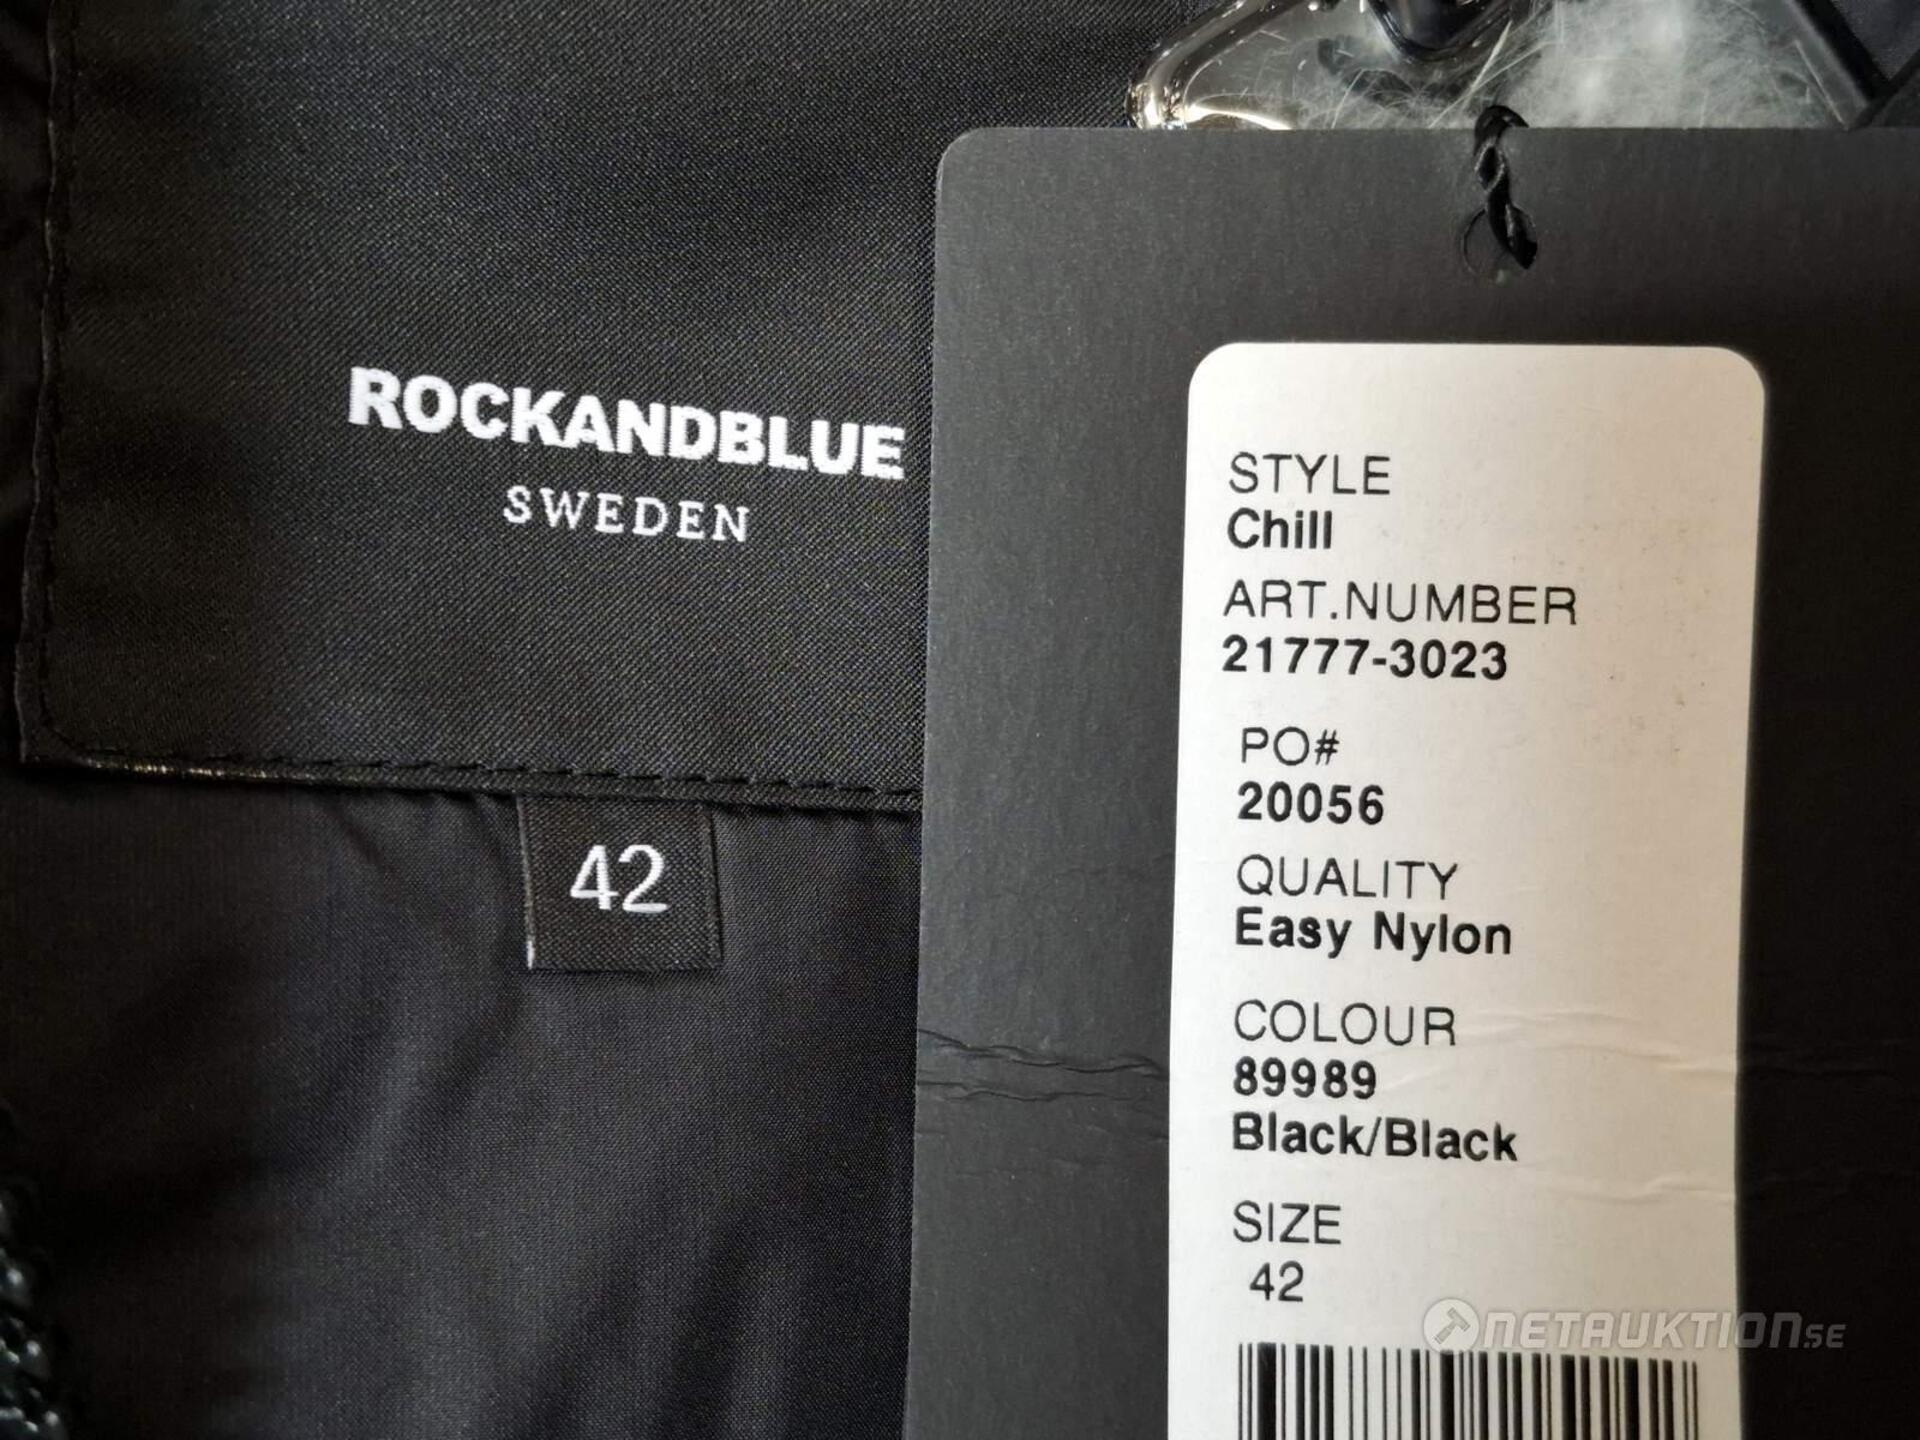 ROCKANDBLUE
SWEDEN
42
STYLE
Chill
ART.NUMBER
21777-3023
PO#
20056
QUALITY
Easy Nylon
COLOUR
89989
Black/Black
SIZE
42
NETAUKTION.SE